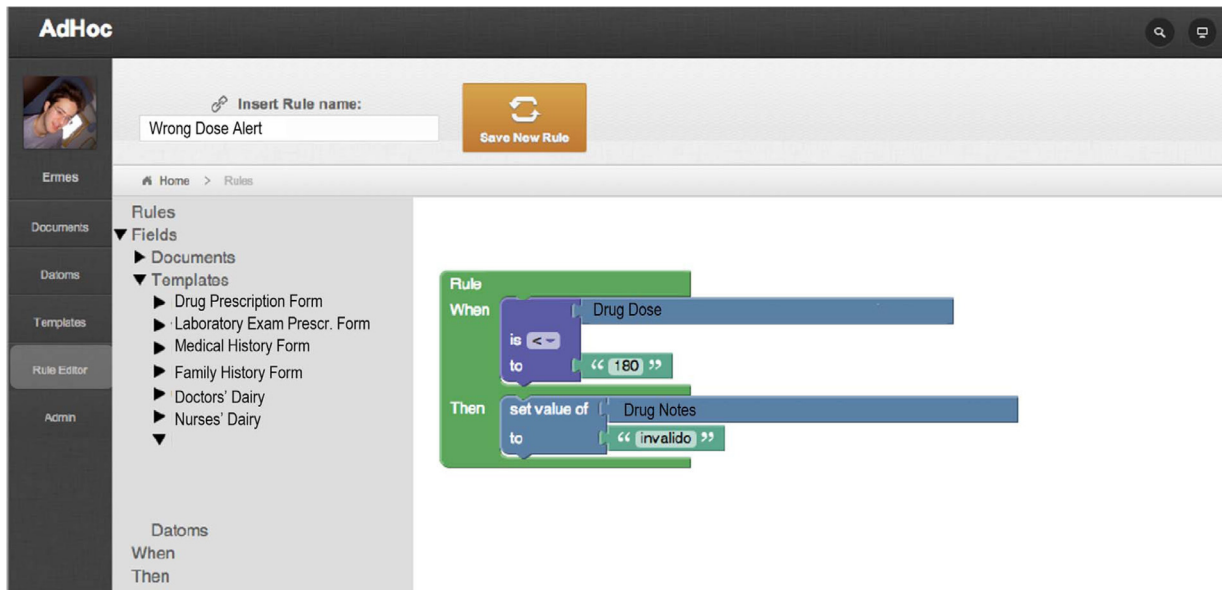 AdHoc
Insert Rule name:
Wrong Dose Alert
Save New Rule
Ermes
Home > Rules
Documents
Datoms
Templates
Rule Editor
Admin
Rules
Fields
Documents
Templates
Drug Prescription Form
Laboratory Exam Prescr. Form
Medical History Form
Family History Form
Doctors' Dairy
Nurses' Dairy
Datoms
When
Then
Rule
When Drug Dose
is <
to “ 180 ”
Then set value of Drug Notes
to “ invalido ”